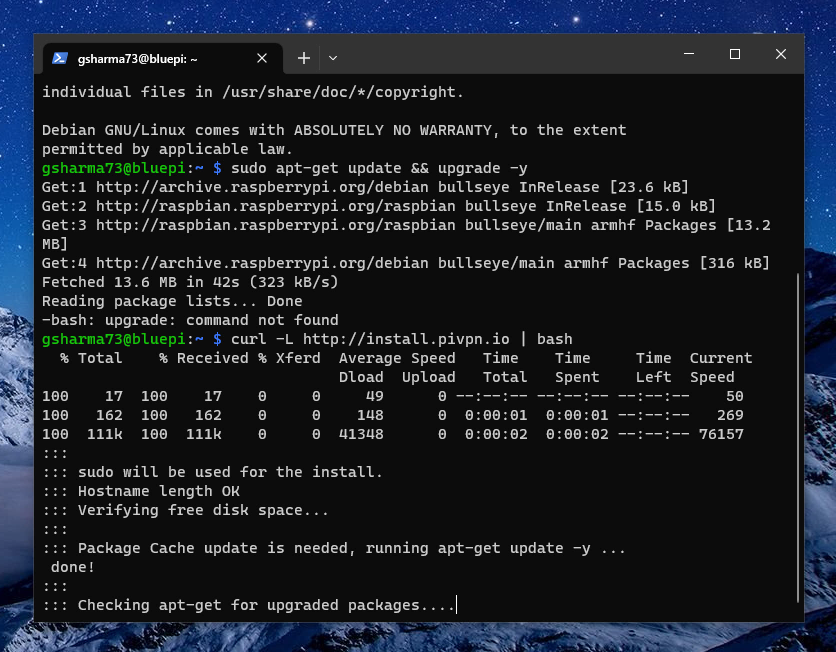 gsharma73@bluepi: ~
individual files in /usr/share/doc/*/copyright.
Debian GNU/Linux comes with ABSOLUTELY NO WARRANTY, to the extent
permitted by applicable law.
gsharma73@bluepi:~ $ sudo apt-get update && upgrade -y
Get:1 http://archive.raspberrypi.org/debian bullseye InRelease [23.6 kB]
Get:2 http://raspbian.raspberrypi.org/raspbian bullseye InRelease [15.0 kB]
Get:3 http://raspbian.raspberrypi.org/raspbian bullseye/main armhf Packages [13.2
MB]
Get:4 http://archive.raspberrypi.org/debian bullseye/main armhf Packages [316 kB]
Fetched 13.6 MB in 42s (323 kB/s)
Reading package lists... Done
-bash: upgrade: command not found
gsharma73@bluepi:~ $ curl -L http://install.pivpn.io | bash
  % Total    % Received % Xferd  Average Speed   Time    Time     Time  Current
                                 Dload  Upload   Total   Spent    Left  Speed
100    17  100    17    0     0     49      0 --:--:-- --:--:-- --:--:--    50
100   162  100   162    0     0    148      0  0:00:01  0:00:01 --:--:--   269
100  111k  100  111k    0     0  41348      0  0:00:02  0:00:02 --:--:-- 76157
:::
::: sudo will be used for the install.
::: Hostname length OK
::: Verifying free disk space...
:::
::: Package Cache update is needed, running apt-get update -y ...
 done!
:::
::: Checking apt-get for upgraded packages....